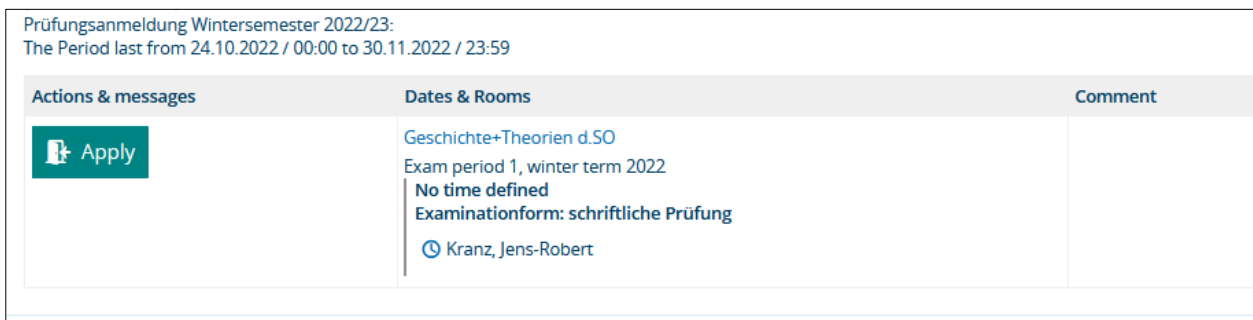 Prüfungsanmeldung Wintersemester 2022/23:
The Period last from 24.10.2022 / 00:00 to 30.11.2022 / 23:59
Actions & messages
Dates & Rooms
Comment
Apply
Geschichte+Theorien d.SO
Exam period 1, winter term 2022
No time defined
Examinationform: schriftliche Prüfung
Kranz, Jens-Robert